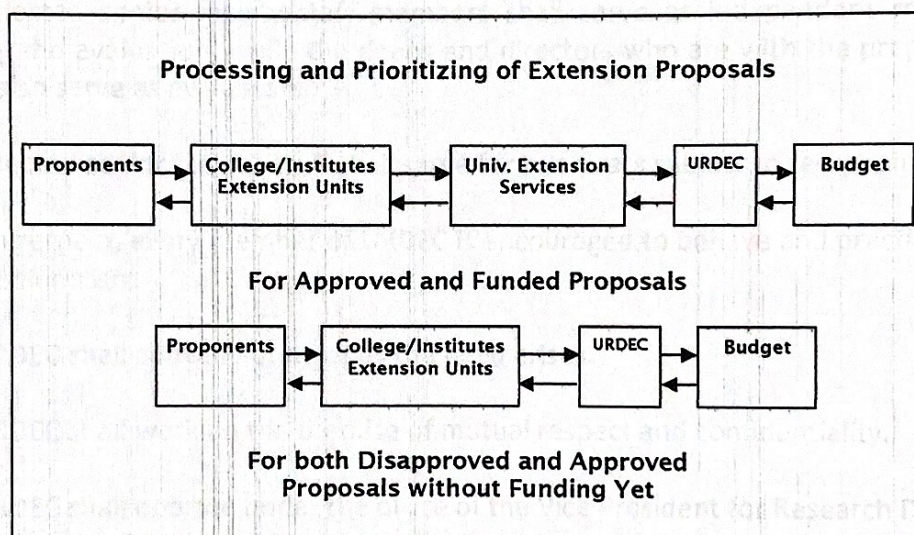 Processing and Prioritizing of Extension Proposals
Proponents
College/Institutes
Extension Units
Univ. Extension
Services
URDEC
Budget
For Approved and Funded Proposals
Proponents
College/Institutes
Extension Units
URDEC
Budget
For both Disapproved and Approved
Proposals without Funding Yet